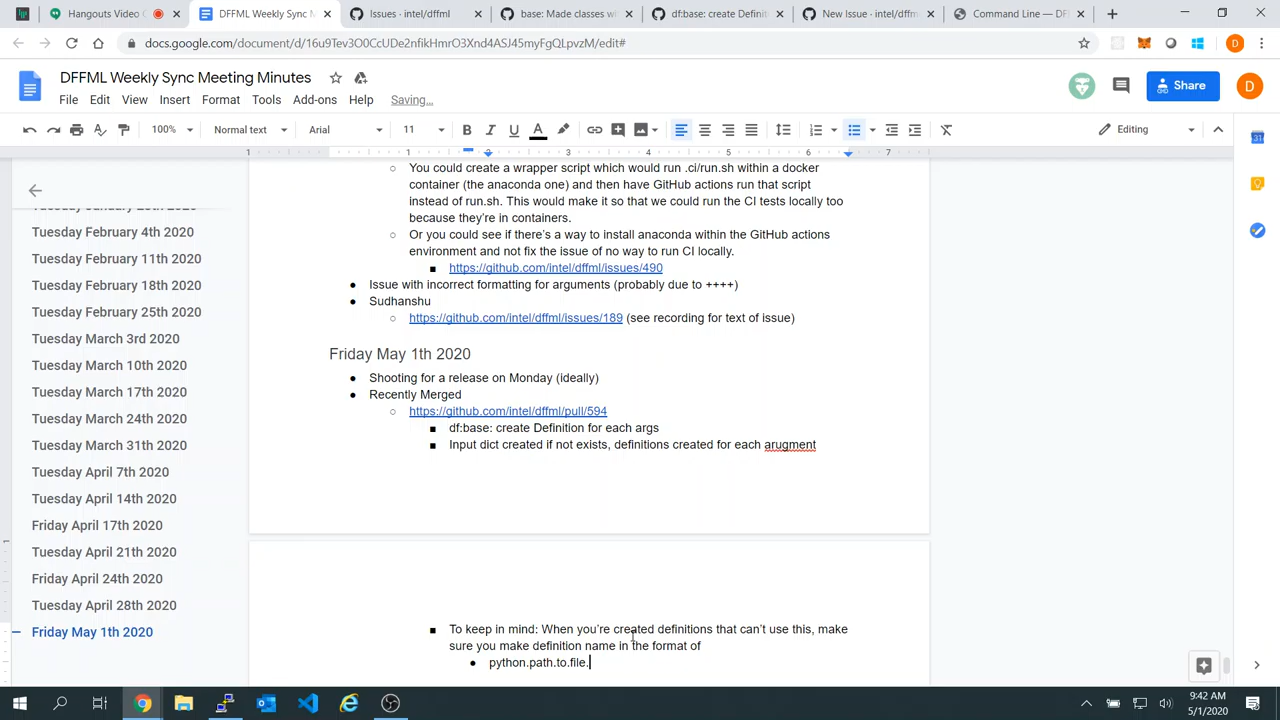 Hangouts Video C
DFFML Weekly Sync M
Issues · intel/dffml
base: Made classes wh
df:base: create Definit
New Issue · intel/dffml
Command Line — DF
docs.google.com/document/d/16u9Tev3O0CcUDe2nfikHmrO3Xnd4ASJ45myFgQLpvzM/edit#
D
DFFML Weekly Sync Meeting Minutes
File Edit View Insert Format Tools Add-ons Help Saving...
Share
D
100% Normal text Arial 11 B I U A Editing
1 1 2 3 4 5 6 7
You could create a wrapper script which would run .ci/run.sh within a docker
container (the anaconda one) and then have GitHub actions run that script
instead of run.sh. This would make it so that we could run the CI tests locally too
because they're in containers.
Or you could see if there's a way to install anaconda within the GitHub actions
environment and not fix the issue of no way to run CI locally.
https://github.com/intel/dffml/issues/490
Issue with incorrect formatting for arguments (probably due to ++++)
Sudhanshu
https://github.com/intel/dffml/issues/189 (see recording for text of issue)
Friday May 1th 2020
Shooting for a release on Monday (ideally)
Recently Merged
https://github.com/intel/dffml/pull/594
df:base: create Definition for each args
Input dict created if not exists, definitions created for each arugment
To keep in mind: When you're created definitions that can't use this, make
sure you make definition name in the format of
python.path.to.file.
Tuesday February 4th 2020
Tuesday February 11th 2020
Tuesday February 18th 2020
Tuesday February 25th 2020
Tuesday March 3rd 2020
Tuesday March 10th 2020
Tuesday March 17th 2020
Tuesday March 24th 2020
Tuesday March 31th 2020
Tuesday April 7th 2020
Tuesday April 14th 2020
Friday April 17th 2020
Tuesday April 21th 2020
Friday April 24th 2020
Tuesday April 28th 2020
Friday May 1th 2020
9:42 AM
5/1/2020